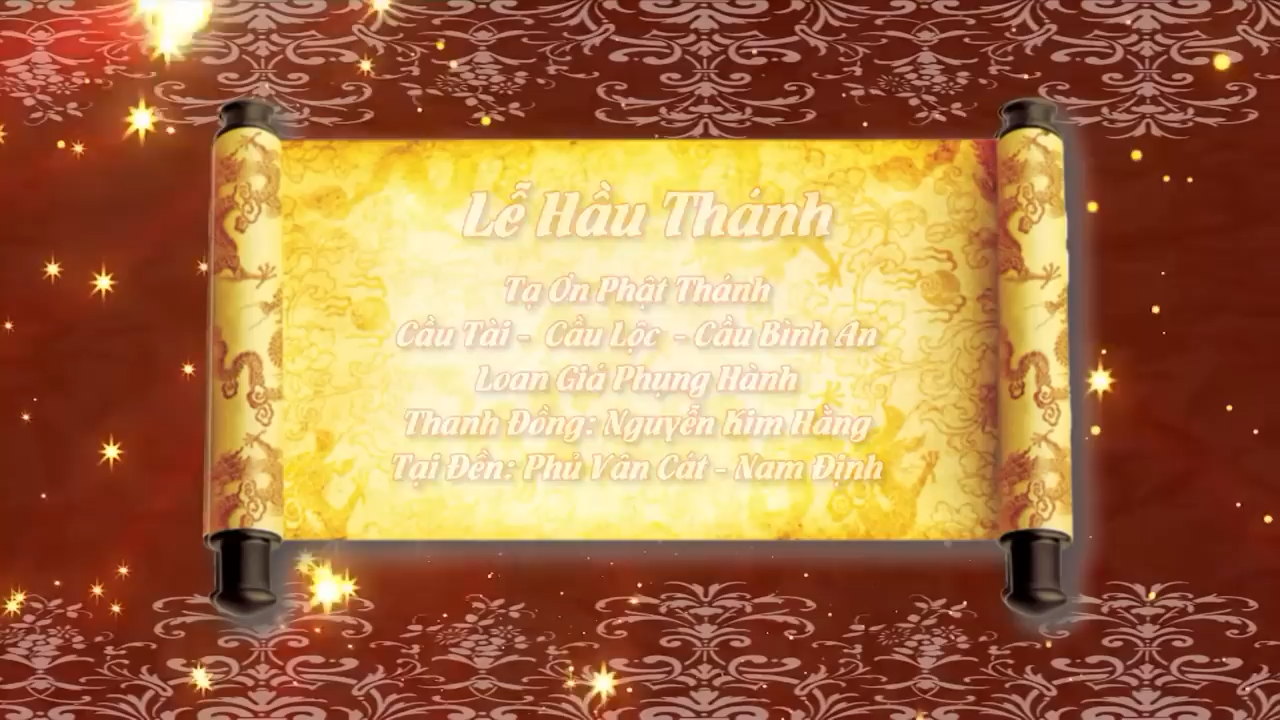 Lễ Hầu Thánh
Tạ Ơn Phật Thánh
Cầu Tài - Cầu Lộc - Cầu Bình An
Loan Giá Phụng Hành
Thanh Đồng: Nguyễn Kim Hằng
Tại Đền: Phủ Vân Cát - Nam Định